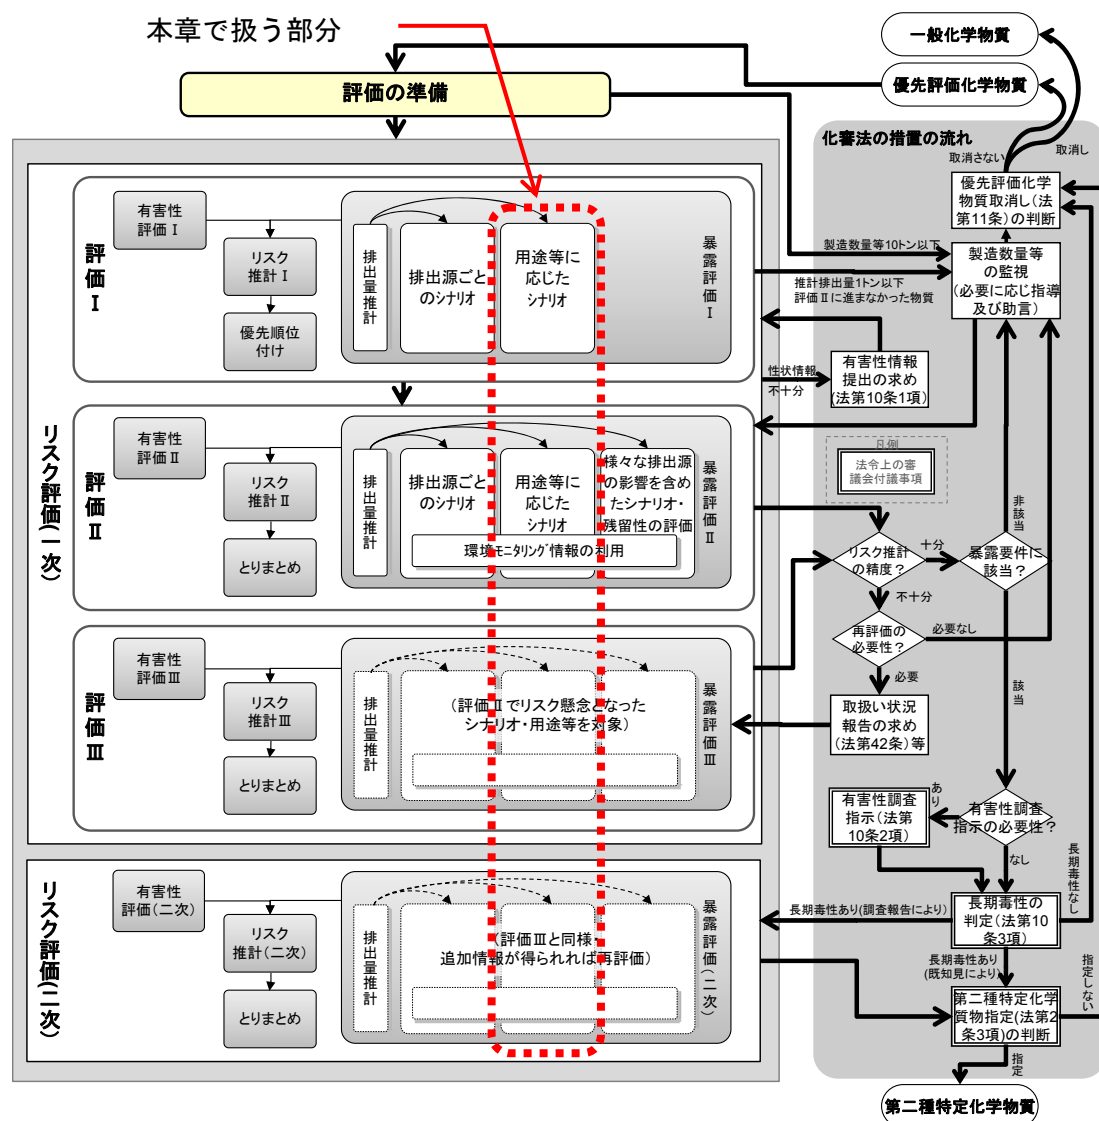 本章で扱う部分
一般化学物質
優先評価化学物質
評価の準備
化審法の措置の流れ
取消さない
取消し
優先評価化学
物質取消し(法
第11条)の判断
製造数量等10トン以下
製造数量等
の監視
(必要に応じ指導
及び助言)
推計排出量1トン以下
評価Ⅱに進まなかった物質
性状情報
不十分
有害性情報
提出の求め
(法第10条1項)
凡例
法令上の審
議会付議事項
リスク評価(一次)
評価Ⅰ
有害性
評価Ⅰ
リスク
推計Ⅰ
優先順位
付け
排出量推計
排出源ごと
のシナリオ
用途等に
応じた
シナリオ
暴露評価Ⅰ
評価Ⅱ
有害性
評価Ⅱ
リスク
推計Ⅱ
とりまとめ
排出量推計
排出源ごと
のシナリオ
用途等に
応じた
シナリオ
様々な排出源
の影響を含め
たシナリオ・
残留性の評価
環境モニタリング情報の利用
暴露評価Ⅱ
評価Ⅲ
有害性
評価Ⅲ
リスク
推計Ⅲ
とりまとめ
排出量推計
(評価Ⅱでリスク懸念となった
シナリオ・用途等を対象)
暴露評価Ⅲ
リスク評価(二次)
有害性
評価(二次)
リスク
推計(二次)
とりまとめ
排出量推計
(評価Ⅲと同様・
追加情報が得られれば再評価)
暴露評価(二次)
リスク推計
の精度?
十分
不十分
暴露要件に
該当?
非該当
該当
再評価の
必要性?
必要なし
必要
取扱い状況
報告の求め
(法第42条)等
有害性調査
指示の必要性?
あり
なし
有害性調査
指示(法第
10条2項)
長期毒性なし
長期毒性の
判定(法第10
条3項)
長期毒性あり(調査報告により)
長期毒性あり
(既知見により)
指定しない
第二種特定化学
質物指定(法第2
条3項)の判断
指定
第二種特定化学物質